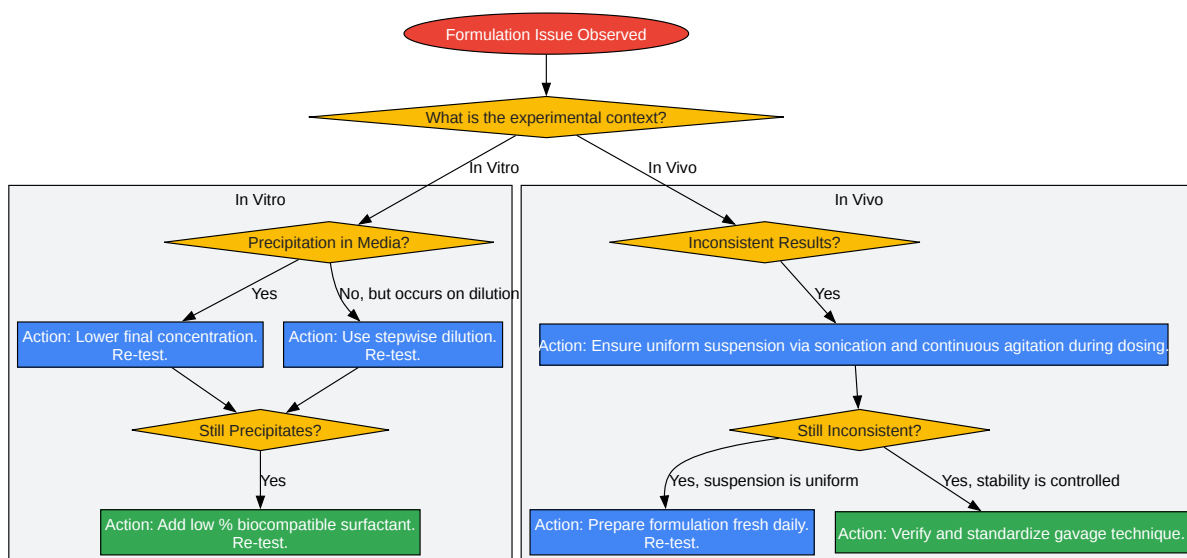 Formulation Issue Observed
What is the experimental context?
In Vitro
In Vivo
In Vitro
In Vivo
Precipitation in Media?
Inconsistent Results?
Yes
No, but occurs on dilution
Yes
Action: Lower final concentration.
Re-test.
Action: Use stepwise dilution.
Re-test.
Action: Ensure uniform suspension via sonication and continuous agitation during dosing.
Still Precipitates?
Still Inconsistent?
Yes
Yes, suspension is uniform
Yes, stability is controlled
Action: Add low % biocompatible surfactant.
Re-test.
Action: Prepare formulation fresh daily.
Re-test.
Action: Verify and standardize gavage technique.